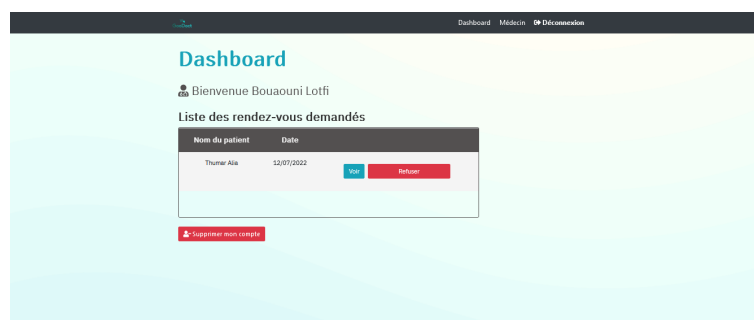 Dashboard Médecin Déconnexion
Dashboard
Bienvenue Bouaouni Lotfi
Liste des rendez-vous demandés
Nom du patient Date
Thumar Alia 12/07/2022 Voir Refuser
Supprimer mon compte